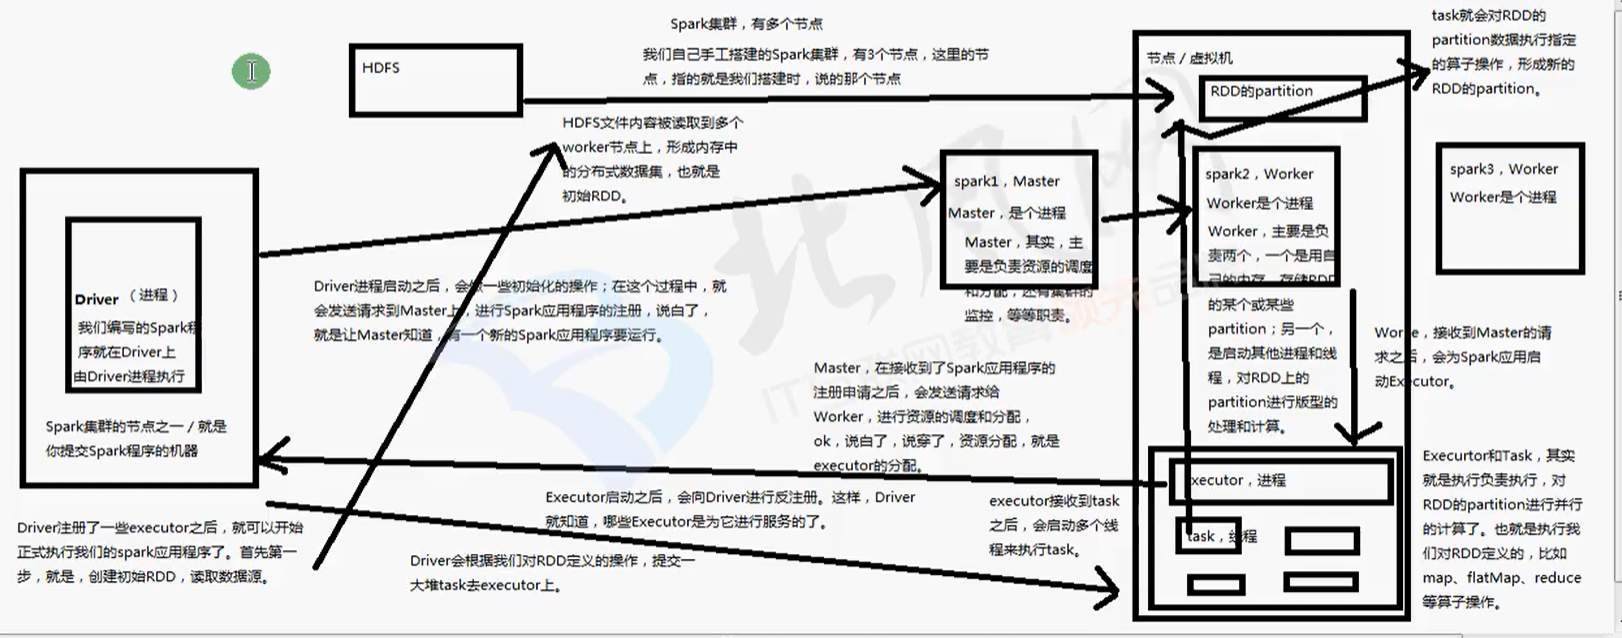 Spark集群，有多个节点
我们自己手工搭建的Spark集群，有3个节点，这里的节
点，指的就是我们搭建时，说的那个节点
HDFS
HDFS文件内容被读取到多个
worker节点上，形成内存中
的分布式数据集，也就是
初始RDD。
Driver （进程）
我们编写的Spark程
序就在Driver上
由Driver进程执行
Spark集群的节点之一 / 就是
你提交Spark程序的机器
Driver进程启动之后，会做一些初始化的操作；在这个过程中，就
会发送请求到Master上，进行Spark应用程序的注册，说白了，
就是让Master知道，有一个新的Spark应用程序要运行。
spark1，Master
Master，是个进程
Master，其实，主
要是负责资源的调度
和分配，还有集群的
监控，等等职责。
Master，在接收到了Spark应用程序的
注册申请之后，会发送请求给
Worker，进行资源的调度和分配，
ok，说白了，说穿了，资源分配，就是
executor的分配。
节点 / 虚拟机
RDD的partition
spark2，Worker
Worker是个进程
Worker，主要是负
责两个，一个是用自
己的内存，存储RDD
的某个或某些
partition；另一个，
是启动其他进程和线
程，对RDD上的
partition进行版型的
处理和计算。
task就会对RDD的
partition数据执行指定
的算子操作，形成新的
RDD的partition。
spark3，Worker
Worker是个进程
，接收到Master的请
求之后，会为Spark应用启
动Executor。
xecutor，进程
task，线程
Execurtor和Task，其实
就是执行负责执行，对
RDD的partition进行并行
的计算了。也就是执行我
们对RDD定义的，比如
map、flatMap、reduce
等算子操作。
Executor启动之后，会向Driver进行反注册。这样，Driver
就知道，哪些Executor是为它进行服务的了。
executor接收到task
之后，会启动多个线
程来执行task。
Driver注册了一些executor之后，就可以开始
正式执行我们的spark应用程序了。首先第一
步，就是，创建初始RDD，读取数据源。
Driver会根据我们对RDD定义的操作，提交一
大堆task去executor上。
北风网